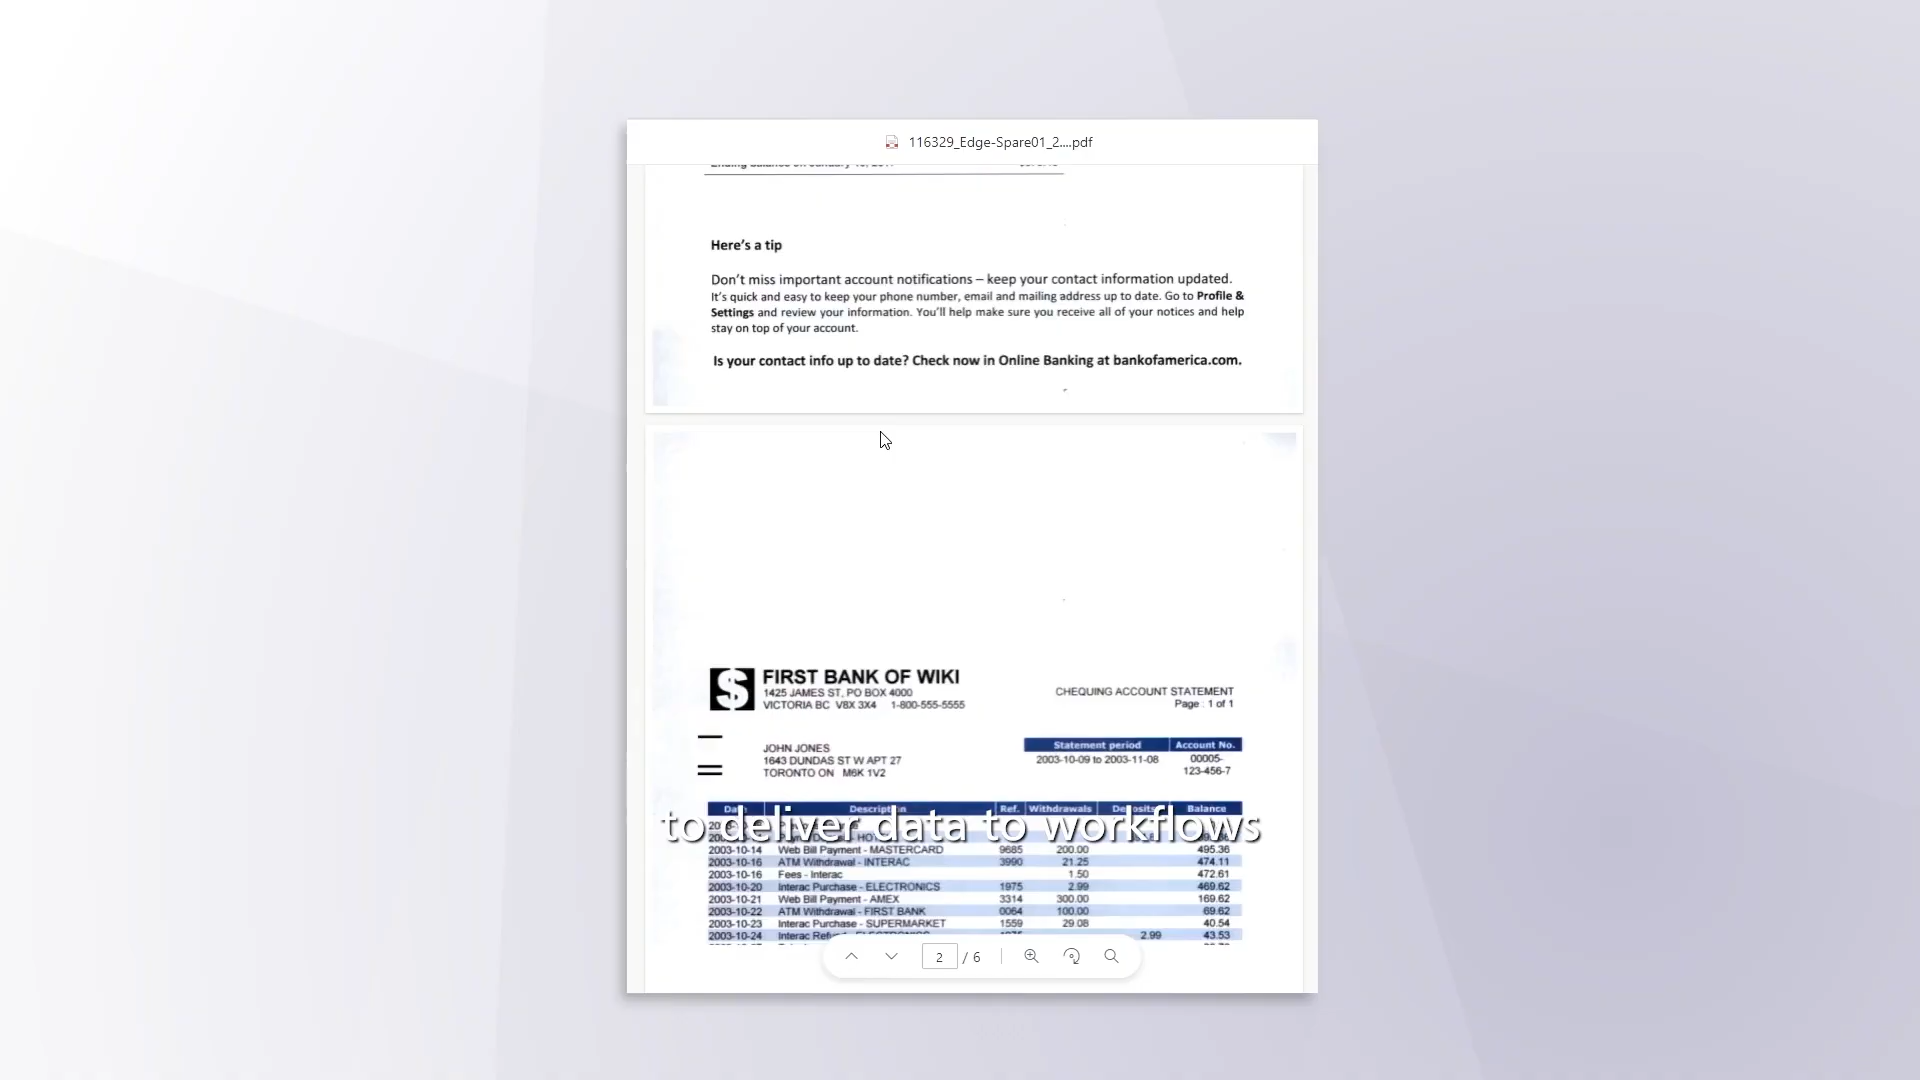 116329_Edge-Spare01_2....pdf
Here's a tip
Don't miss important account notifications – keep your contact information updated.
It's quick and easy to keep your phone number, email and mailing address up to date. Go to Profile &
Settings and review your information. You'll help make sure you receive all of your notices and help
stay on top of your account.
Is your contact info up to date? Check now in Online Banking at bankofamerica.com.
$ FIRST BANK OF WIKI
1425 JAMES ST, PO BOX 4000
VICTORIA BC V8X 3X4 1-800-555-5555
CHEQUING ACCOUNT STATEMENT
Page : 1 of 1
JOHN JONES
1643 DUNDAS ST W APT 27
TORONTO ON M6K 1V2
Statement period Account No.
2003-10-09 to 2003-11-08 00005-
123-456-7
Date Description Ref. Withdrawals Deposits Balance
to deliver data to workflows
2003-10-14 Web Bill Payment - MASTERCARD 9685 200.00 495.36
2003-10-16 ATM Withdrawal - INTERAC 3990 21.25 474.11
2003-10-16 Fees - Interac 1.50 472.61
2003-10-20 Interac Purchase - ELECTRONICS 1975 2.99 469.62
2003-10-21 Web Bill Payment - AMEX 3314 300.00 169.62
2003-10-22 ATM Withdrawal - FIRST BANK 0064 100.00 69.62
2003-10-23 Interac Purchase - SUPERMARKET 1559 29.08 40.54
2003-10-24 Interac 2.99 43.53
2 / 6